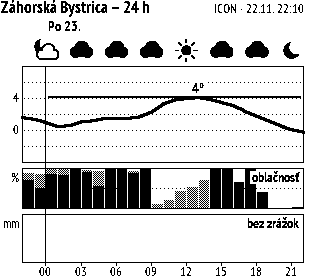 Záhorská Bystrica – 24 h
ICON - 22.11. 22:10
Po 23.
4°
4
0
%
oblačnosť
mm
bez zrážok
00 03 06 09 12 15 18 21